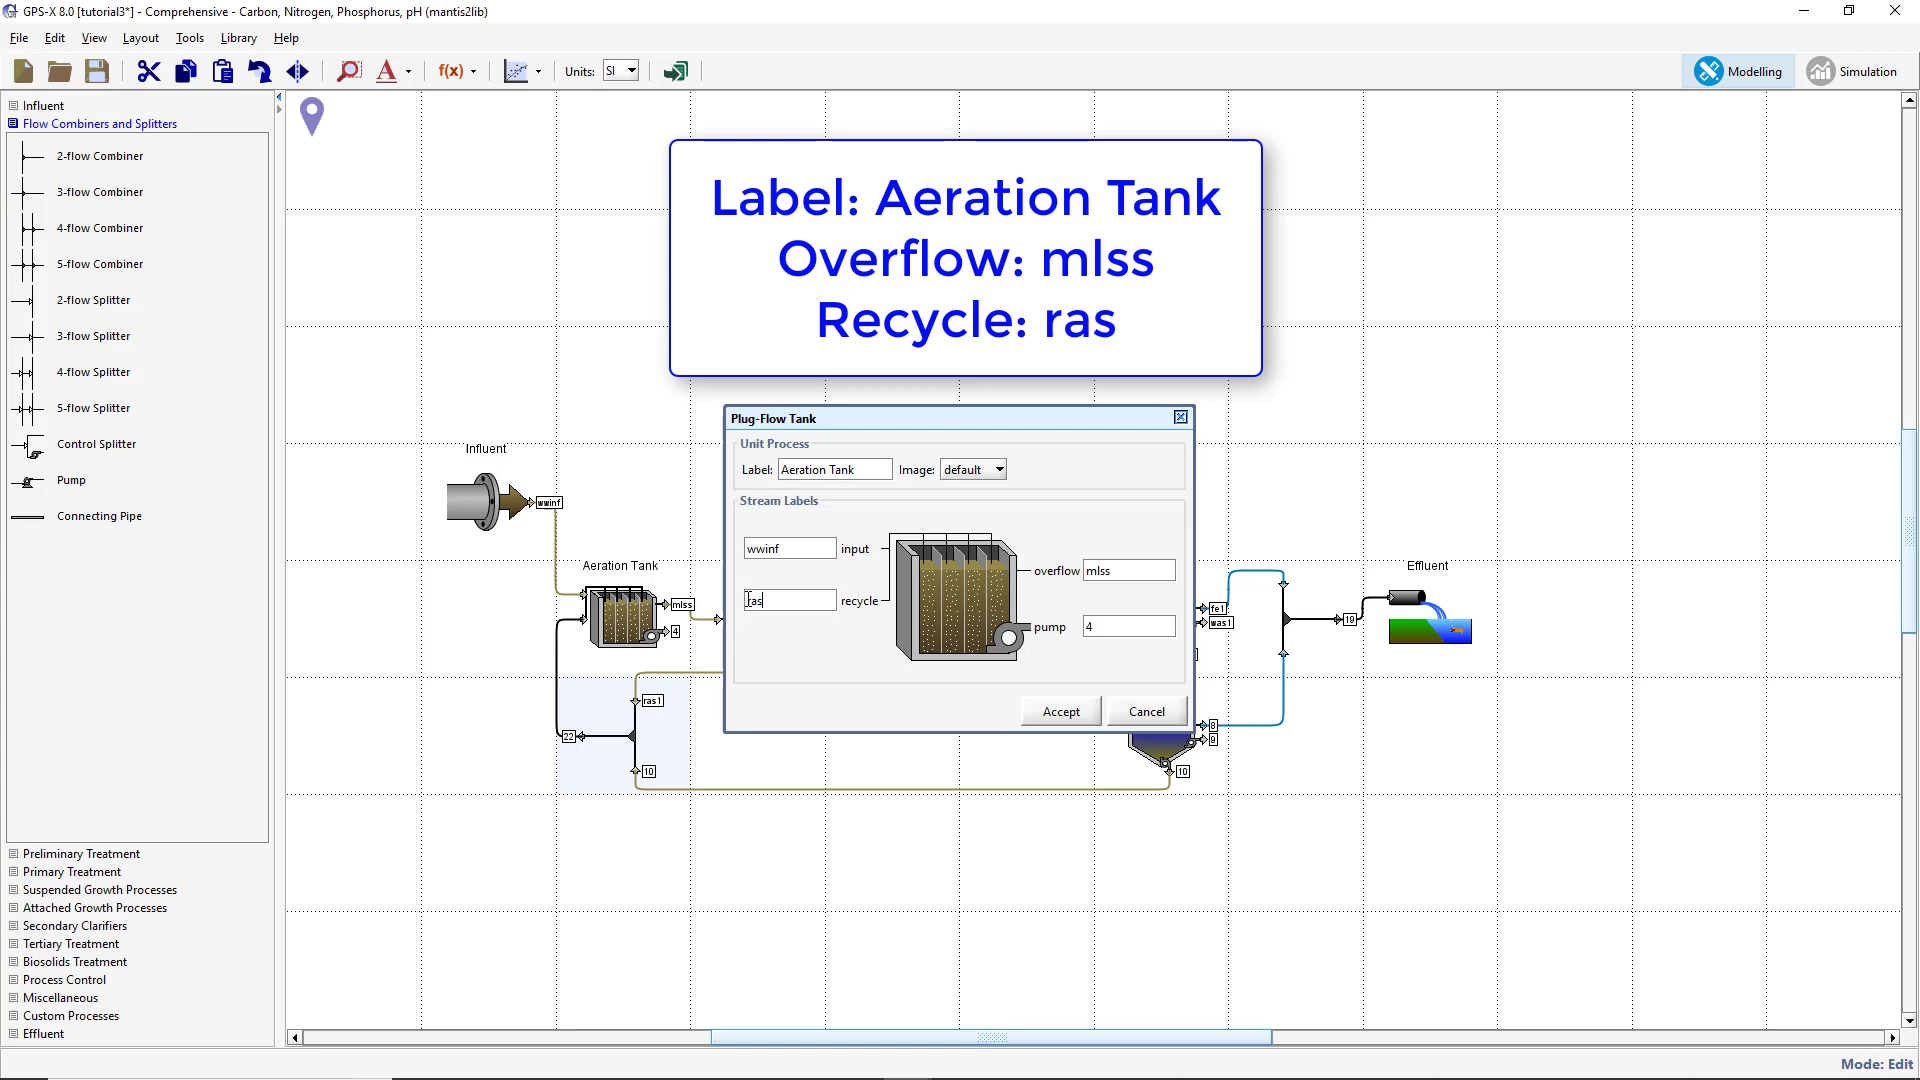 GPS-X 8.0 [tutorial3*] - Comprehensive - Carbon, Nitrogen, Phosphorus, pH (mantis2lib)
File Edit View Layout Tools Library Help
A f(x) Units: SI Modelling Simulation
Influent
Flow Combiners and Splitters
2-flow Combiner
3-flow Combiner
4-flow Combiner
5-flow Combiner
2-flow Splitter
3-flow Splitter
4-flow Splitter
5-flow Splitter
Control Splitter
Pump
Connecting Pipe
Preliminary Treatment
Primary Treatment
Suspended Growth Processes
Attached Growth Processes
Secondary Clarifiers
Tertiary Treatment
Biosolids Treatment
Process Control
Miscellaneous
Custom Processes
Effluent
Label: Aeration Tank
Overflow: mlss
Recycle: ras
Influent
wwinf
Aeration Tank
mlss
4
ras1
22
10
Plug-Flow Tank
Unit Process
Label: Aeration Tank Image: default
Stream Labels
wwinf input
overflow mlss
ras recycle
pump 4
Accept Cancel
fe1
was1
8
9
10
19
Effluent
Mode: Edit